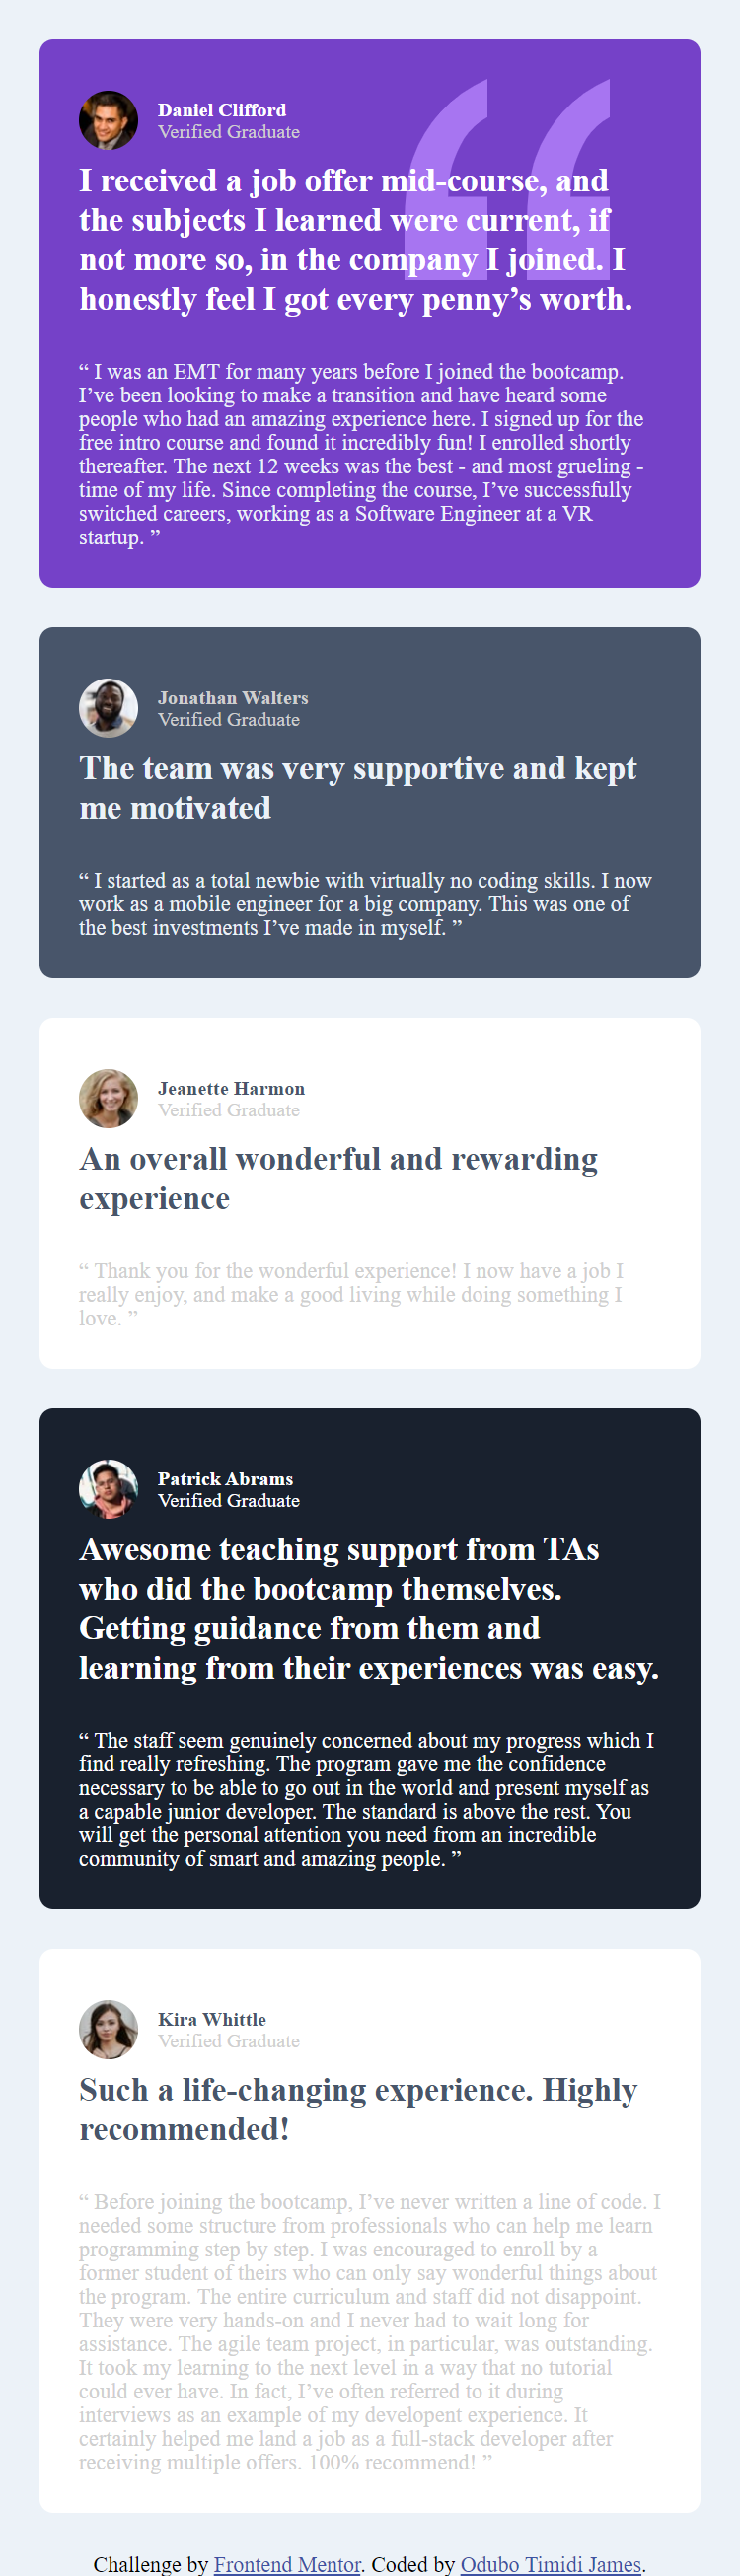 Daniel Clifford
Verified Graduate
I received a job offer mid-course, and
the subjects I learned were current, if
not more so, in the company I joined. I
honestly feel I got every penny’s worth.
“ I was an EMT for many years before I joined the bootcamp.
I’ve been looking to make a transition and have heard some
people who had an amazing experience here. I signed up for the
free intro course and found it incredibly fun! I enrolled shortly
thereafter. The next 12 weeks was the best - and most grueling -
time of my life. Since completing the course, I’ve successfully
switched careers, working as a Software Engineer at a VR
startup. ”
Jonathan Walters
Verified Graduate
The team was very supportive and kept
me motivated
“ I started as a total newbie with virtually no coding skills. I now
work as a mobile engineer for a big company. This was one of
the best investments I’ve made in myself. ”
Jeanette Harmon
Verified Graduate
An overall wonderful and rewarding
experience
“ Thank you for the wonderful experience! I now have a job I
really enjoy, and make a good living while doing something I
love. ”
Patrick Abrams
Verified Graduate
Awesome teaching support from TAs
who did the bootcamp themselves.
Getting guidance from them and
learning from their experiences was easy.
“ The staff seem genuinely concerned about my progress which I
find really refreshing. The program gave me the confidence
necessary to be able to go out in the world and present myself as
a capable junior developer. The standard is above the rest. You
will get the personal attention you need from an incredible
community of smart and amazing people. ”
Kira Whittle
Verified Graduate
Such a life-changing experience. Highly
recommended!
“ Before joining the bootcamp, I’ve never written a line of code. I
needed some structure from professionals who can help me learn
programming step by step. I was encouraged to enroll by a
former student of theirs who can only say wonderful things about
the program. The entire curriculum and staff did not disappoint.
They were very hands-on and I never had to wait long for
assistance. The agile team project, in particular, was outstanding.
It took my learning to the next level in a way that no tutorial
could ever have. In fact, I’ve often referred to it during
interviews as an example of my developent experience. It
certainly helped me land a job as a full-stack developer after
receiving multiple offers. 100% recommend! ”
Challenge by Frontend Mentor. Coded by Odubo Timidi James.